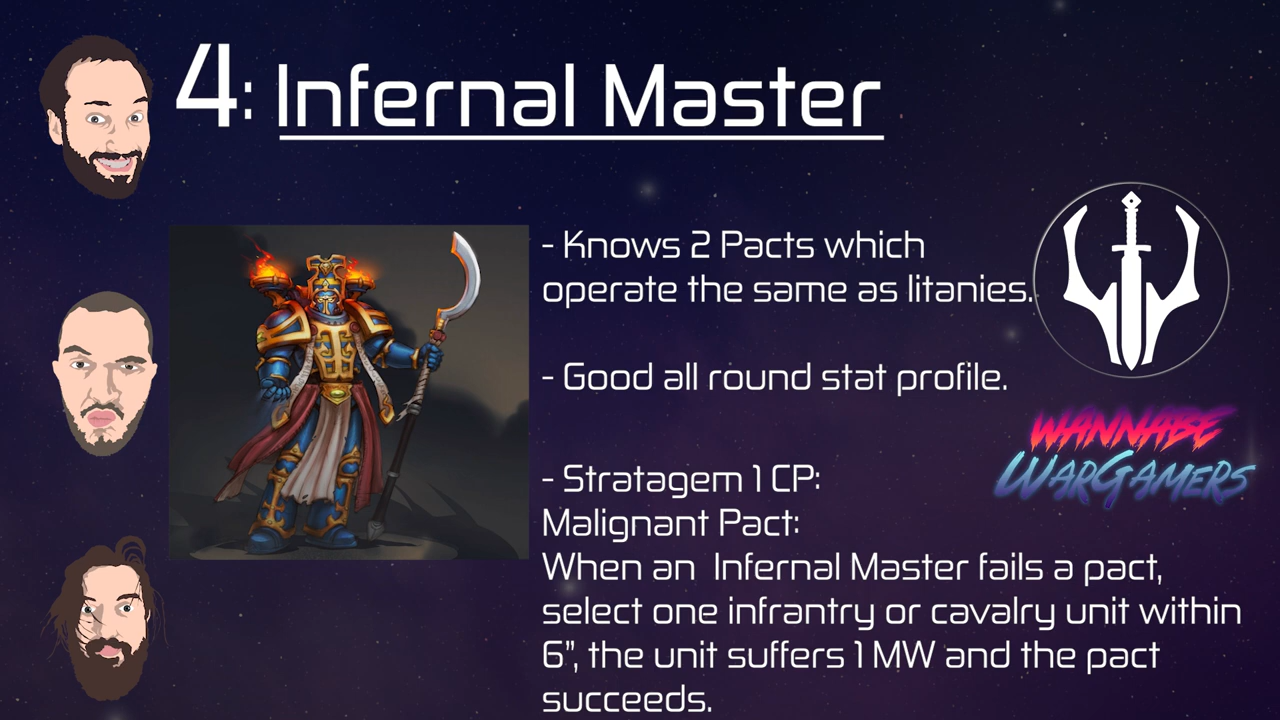 4: Infernal Master
- Knows 2 Pacts which
operate the same as litanies.
- Good all round stat profile.
WANNABE
WARGAMERS
- Stratagem 1 CP:
Malignant Pact:
When an Infernal Master fails a pact,
select one infrantry or cavalry unit within
6", the unit suffers 1 MW and the pact
succeeds.